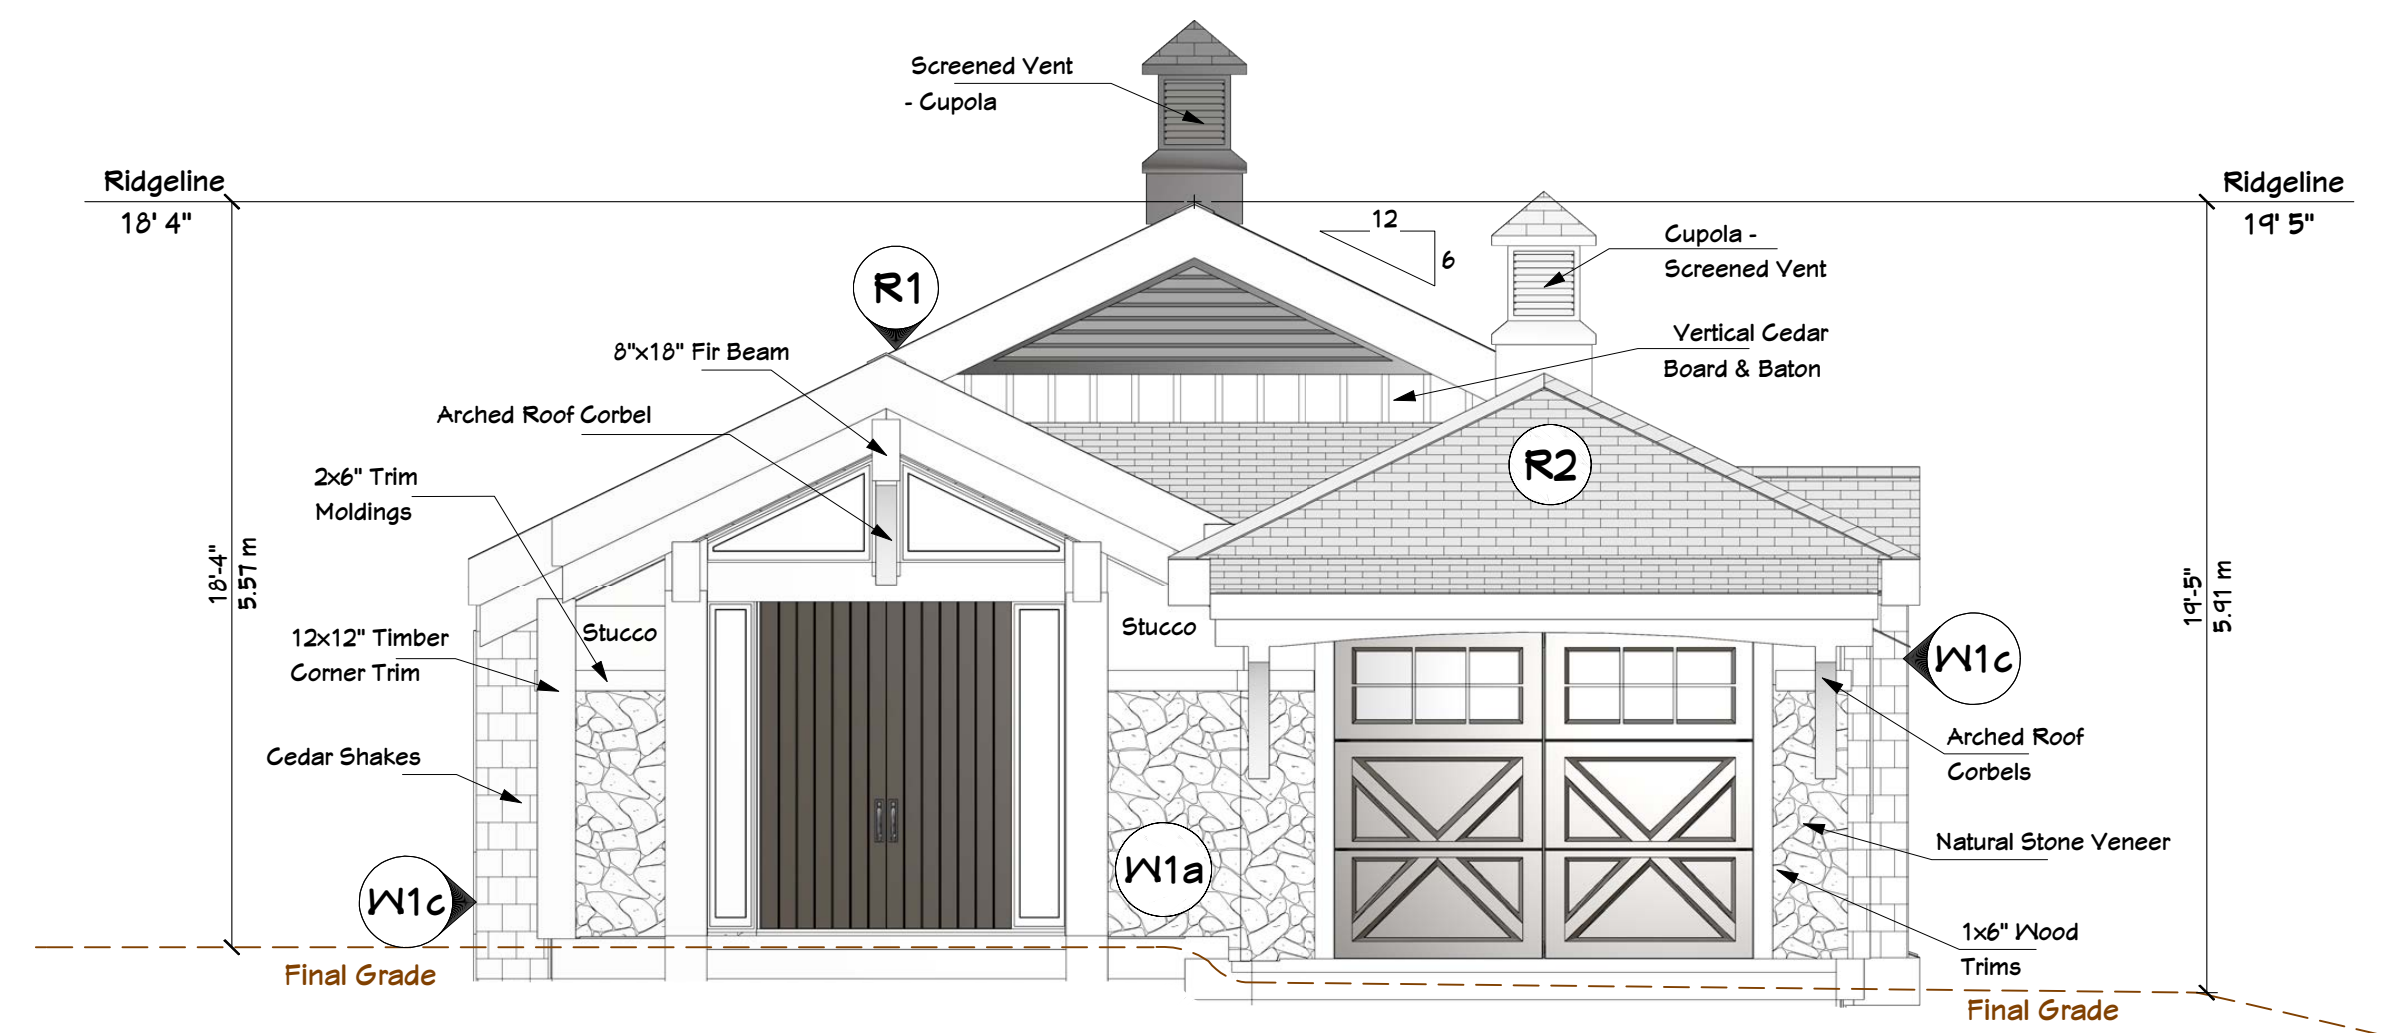 Screened Vent
- Cupola
Ridgeline
18' 4"
Ridgeline
19' 5"
12
6
Cupola -
Screened Vent
R1
8"x18" Fir Beam
Vertical Cedar
Board & Baton
Arched Roof Corbel
R2
2x6" Trim
Moldings
18'-4"
5.57 m
19'-5"
5.91 m
12x12" Timber
Corner Trim
Stucco
Stucco
W1c
Arched Roof
Corbels
Cedar Shakes
Natural Stone Veneer
W1a
W1c
1x6" Wood
Trims
Final Grade
Final Grade